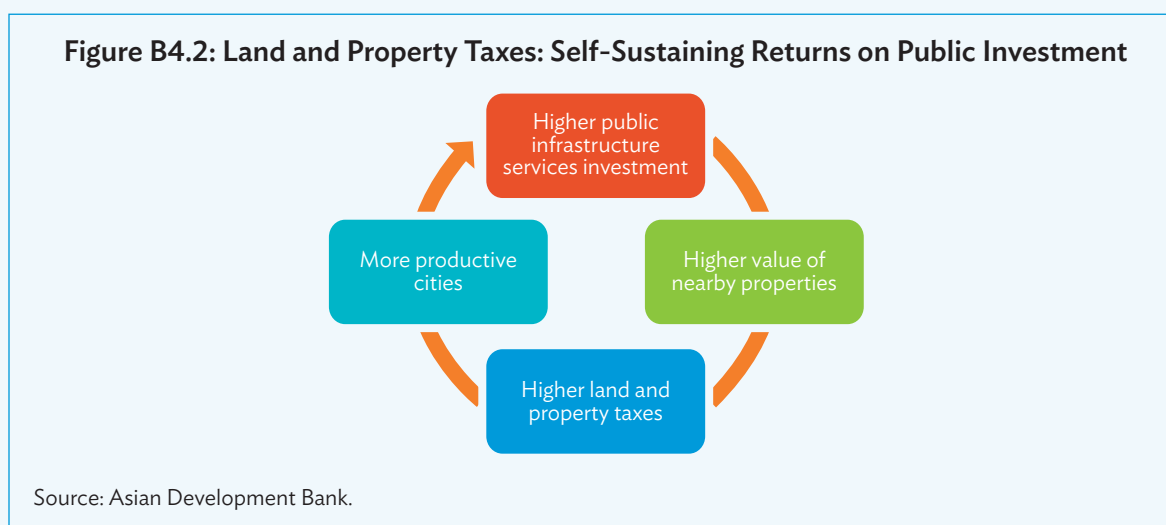 Figure B4.2: Land and Property Taxes: Self-Sustaining Returns on Public Investment
Higher public
infrastructure
services investment
More productive
cities
Higher value of
nearby properties
Higher land and
property taxes
Source: Asian Development Bank.